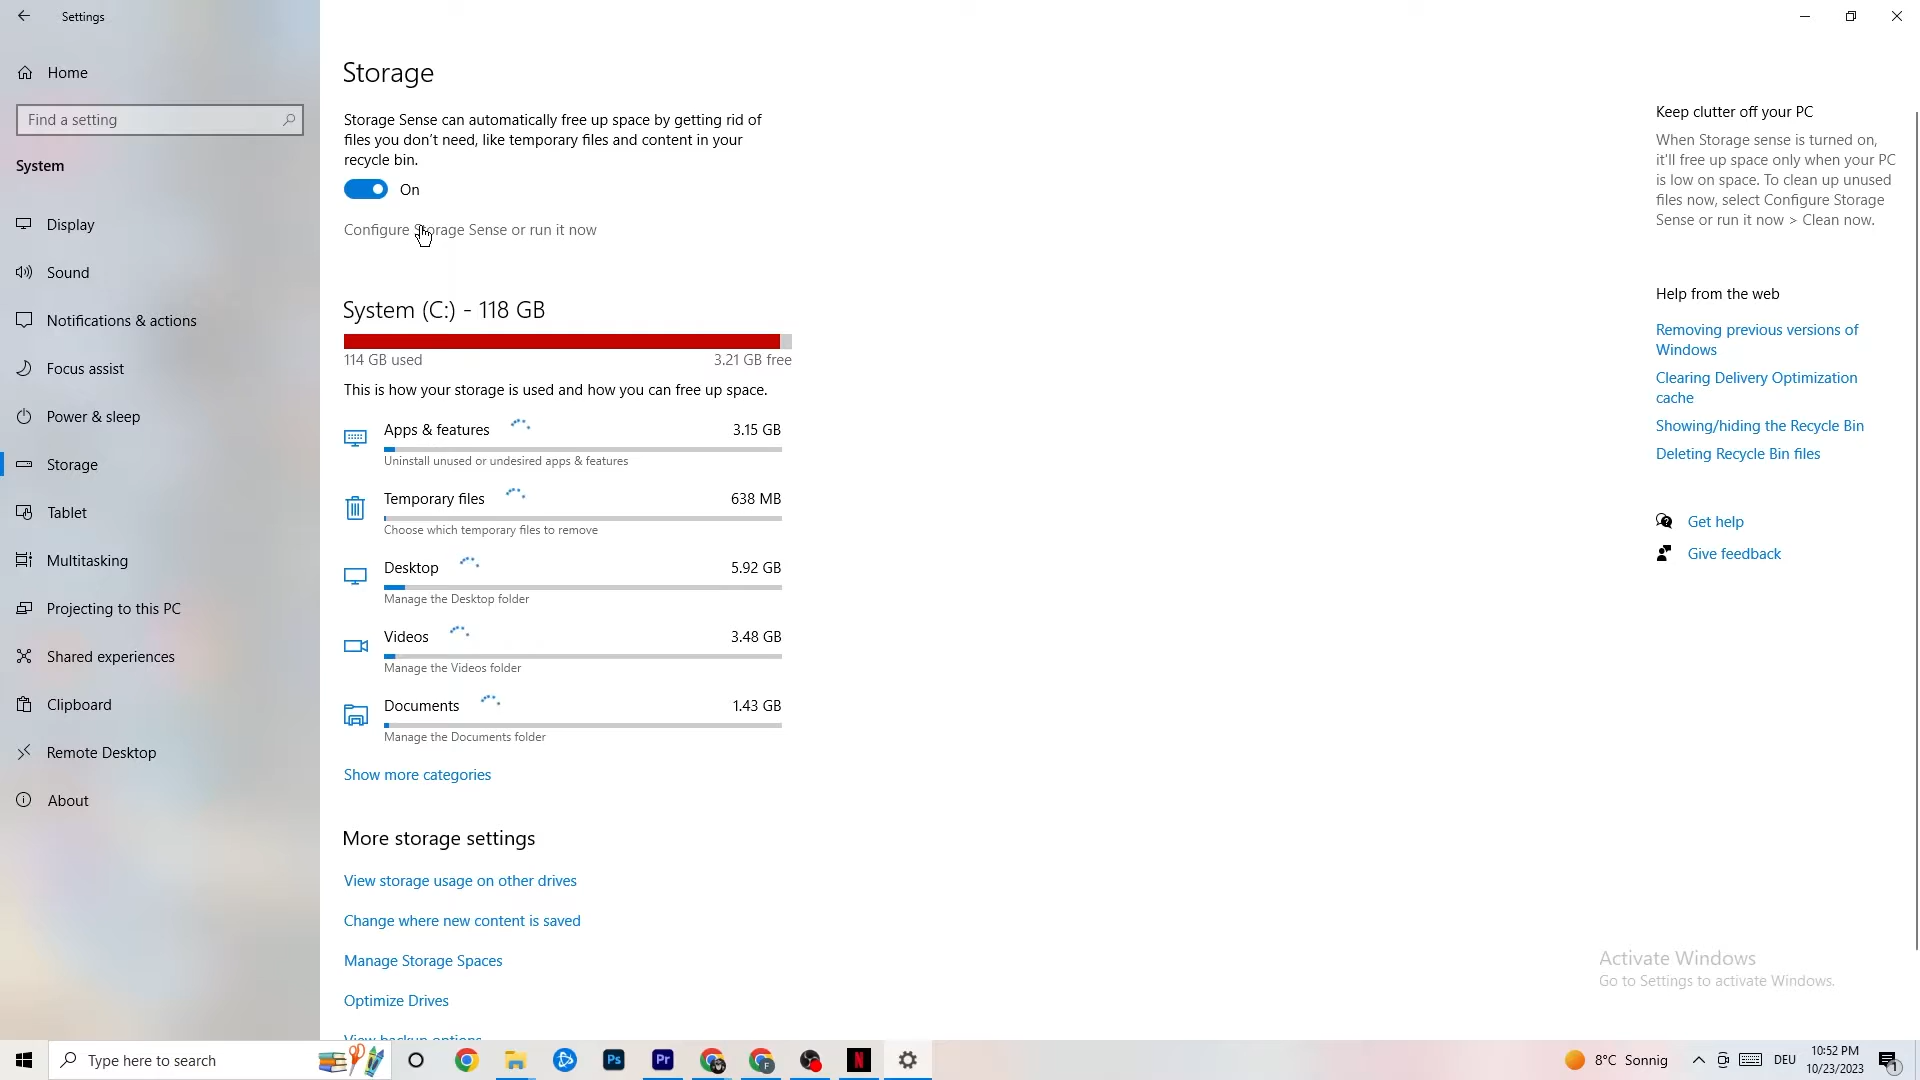 Settings
Home
Find a setting
System
Display
Sound
Notifications & actions
Focus assist
Power & sleep
Storage
Tablet
Multitasking
Projecting to this PC
Shared experiences
Clipboard
Remote Desktop
About
Storage
Storage Sense can automatically free up space by getting rid of
files you don't need, like temporary files and content in your
recycle bin.
On
Configure Storage Sense or run it now
System (C:) - 118 GB
114 GB used
3.21 GB free
This is how your storage is used and how you can free up space.
Apps & features
3.15 GB
Uninstall unused or undesired apps & features
Temporary files
638 MB
Choose which temporary files to remove
Desktop
5.92 GB
Manage the Desktop folder
Videos
3.48 GB
Manage the Videos folder
Documents
1.43 GB
Manage the Documents folder
Show more categories
More storage settings
View storage usage on other drives
Change where new content is saved
Manage Storage Spaces
Optimize Drives
View backup options
Keep clutter off your PC
When Storage sense is turned on,
it'll free up space only when your PC
is low on space. To clean up unused
files now, select Configure Storage
Sense or run it now > Clean now.
Help from the web
Removing previous versions of
Windows
Clearing Delivery Optimization
cache
Showing/hiding the Recycle Bin
Deleting Recycle Bin files
Get help
Give feedback
Activate Windows
Go to Settings to activate Windows.
Type here to search
Ps
Pr
F
N
8°C Sonnig
DEU
10:52 PM
10/23/2023
1